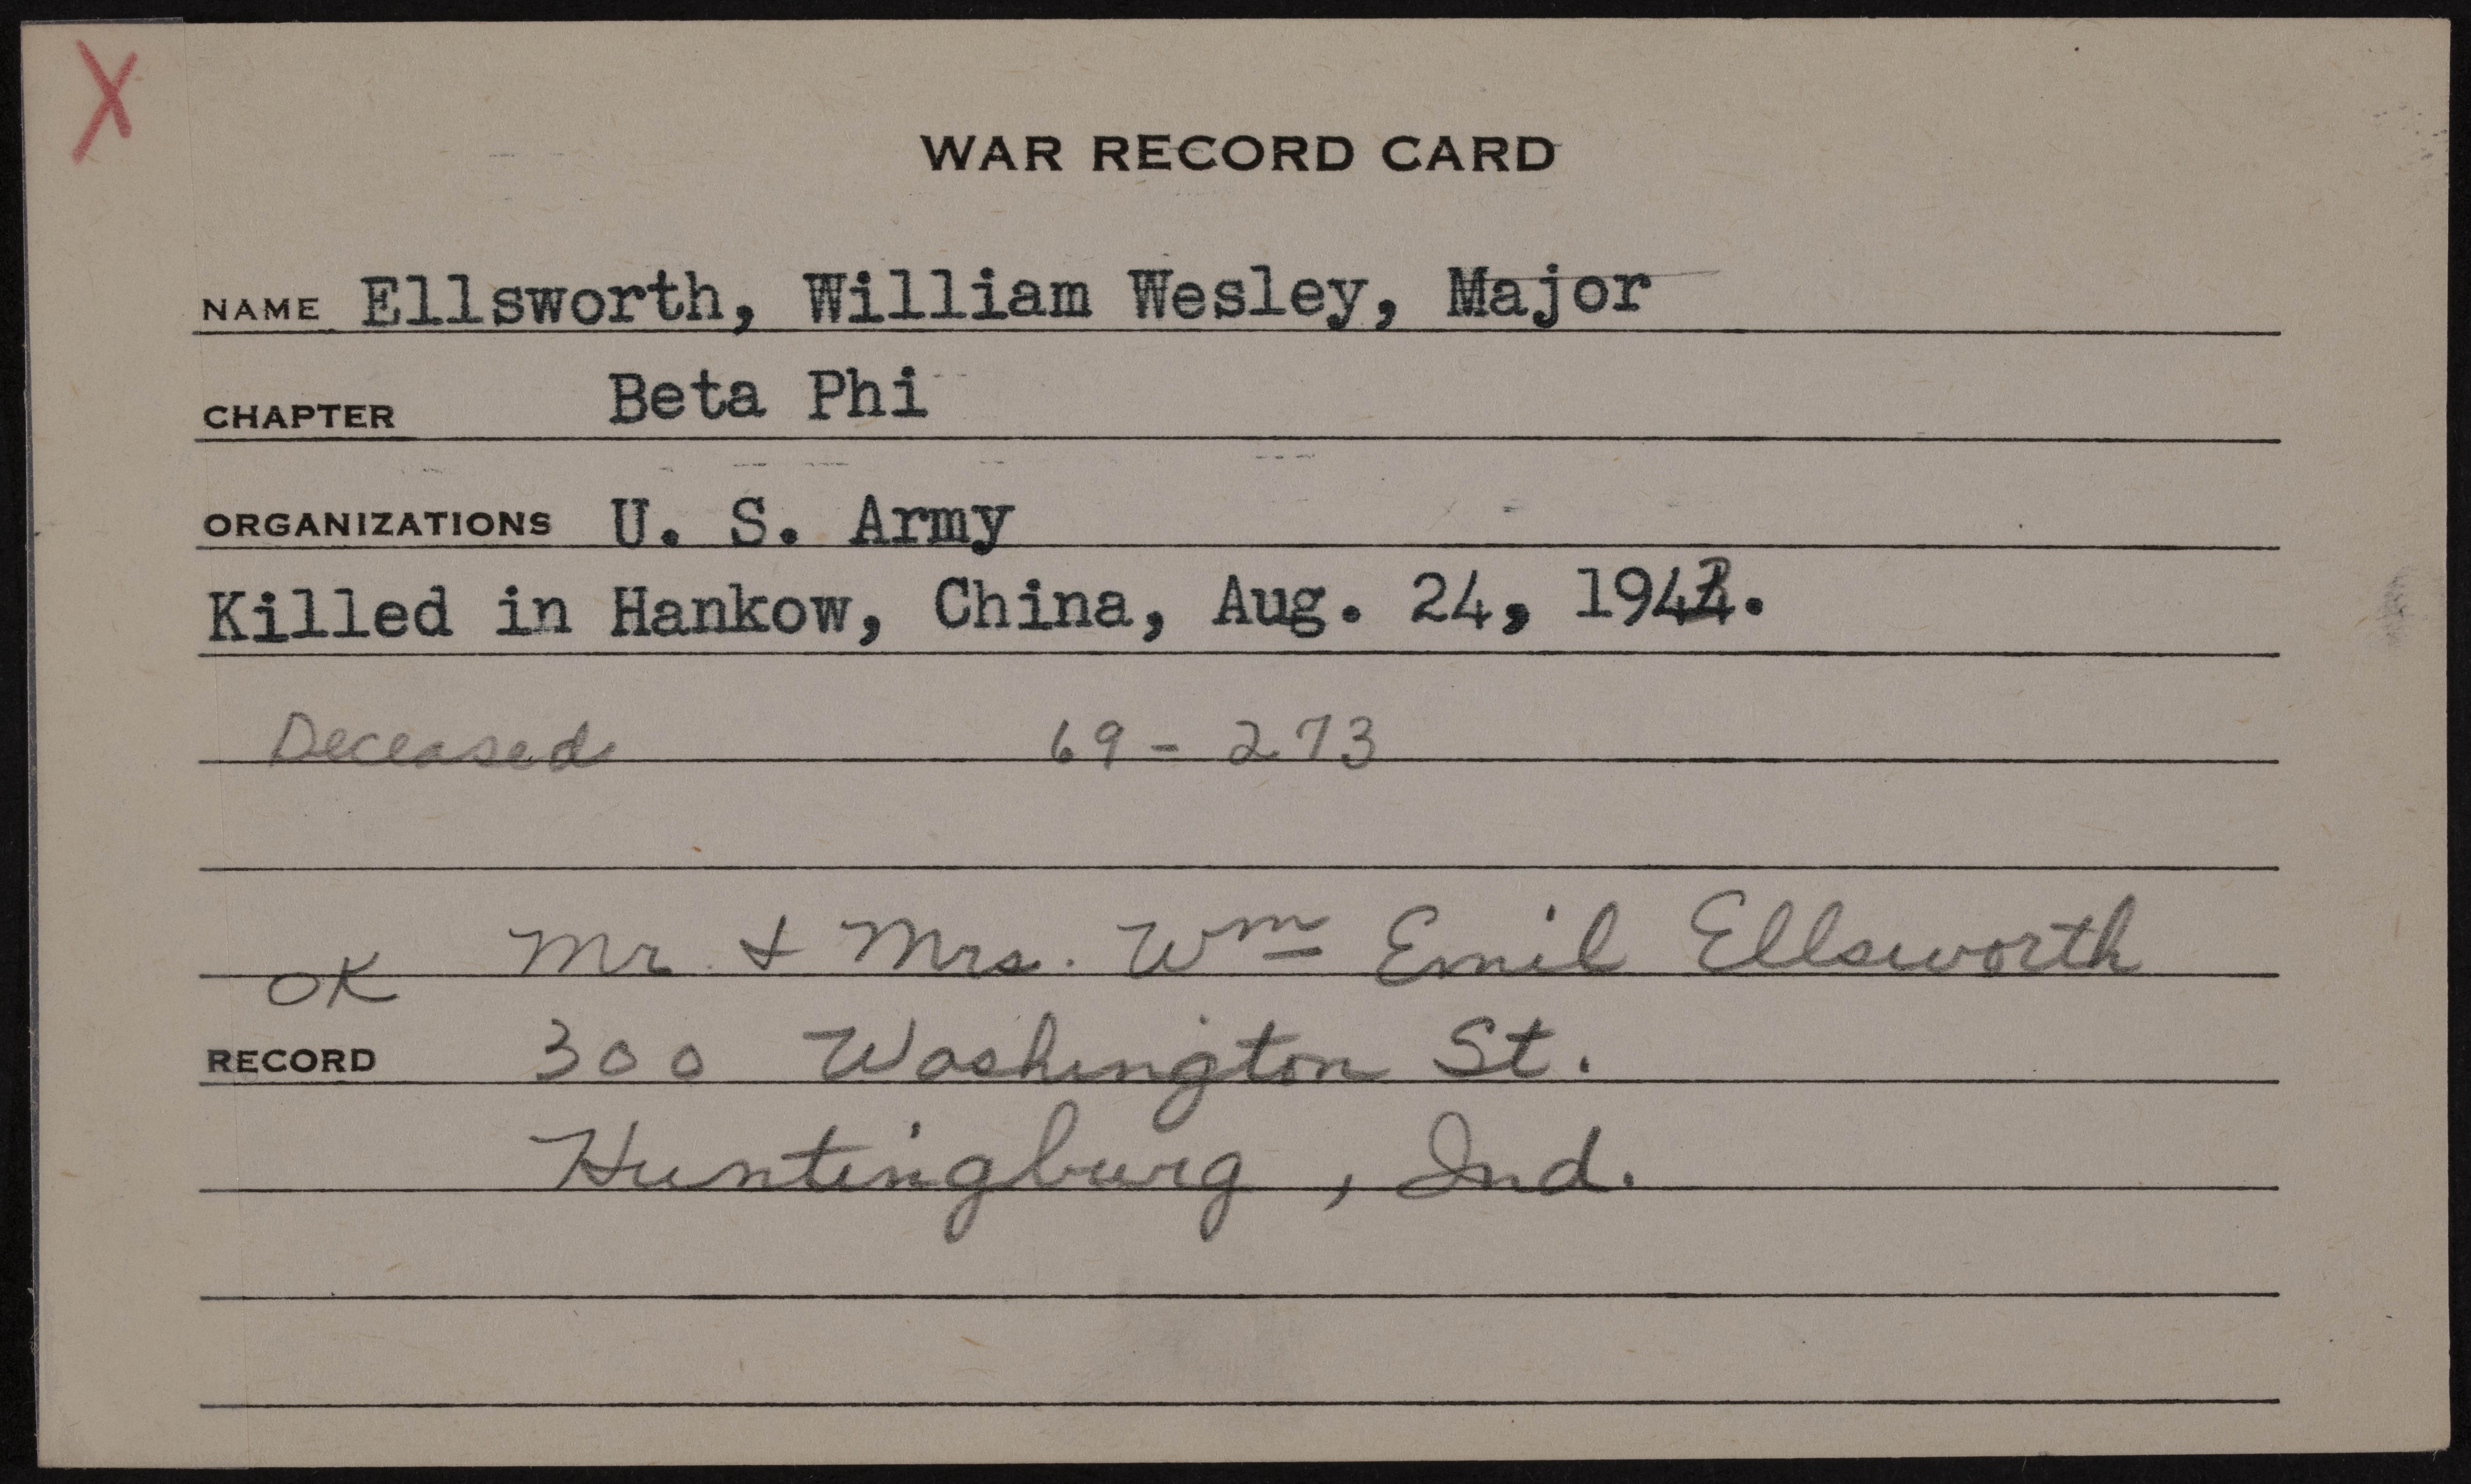 X
WAR RECORD CARD
NAME Ellsworth, William Wesley, Major
CHAPTER Beta Phi
ORGANIZATIONS U. S. Army
Killed in Hankow, China, Aug. 24, 1943.
Deceased 69 - 273
OK Mr. & Mrs. Wm Emil Ellsworth
RECORD 300 Washington St.
Huntingburg, Ind.